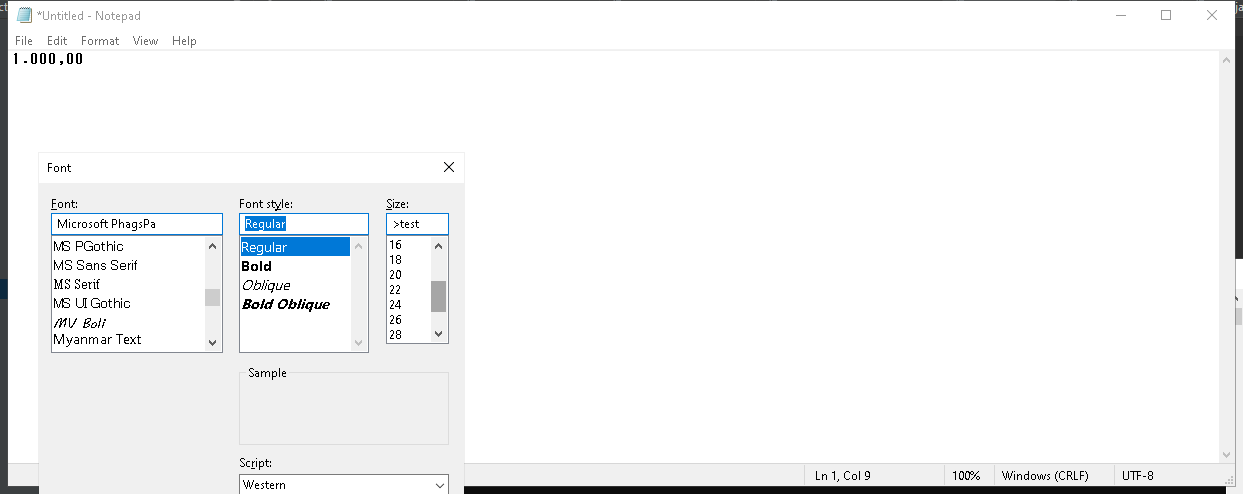 *Untitled - Notepad
File Edit Format View Help
1.000,00
Font
Font: Font style: Size:
Microsoft PhagsPa Regular >test
MS PGothic Regular 16
MS Sans Serif Bold 18
MS Serif Oblique 20
MS UI Gothic Bold Oblique 22
MV Boli 24
Myanmar Text 26
28
Sample
Script:
Western
Ln 1, Col 9 100% Windows (CRLF) UTF-8